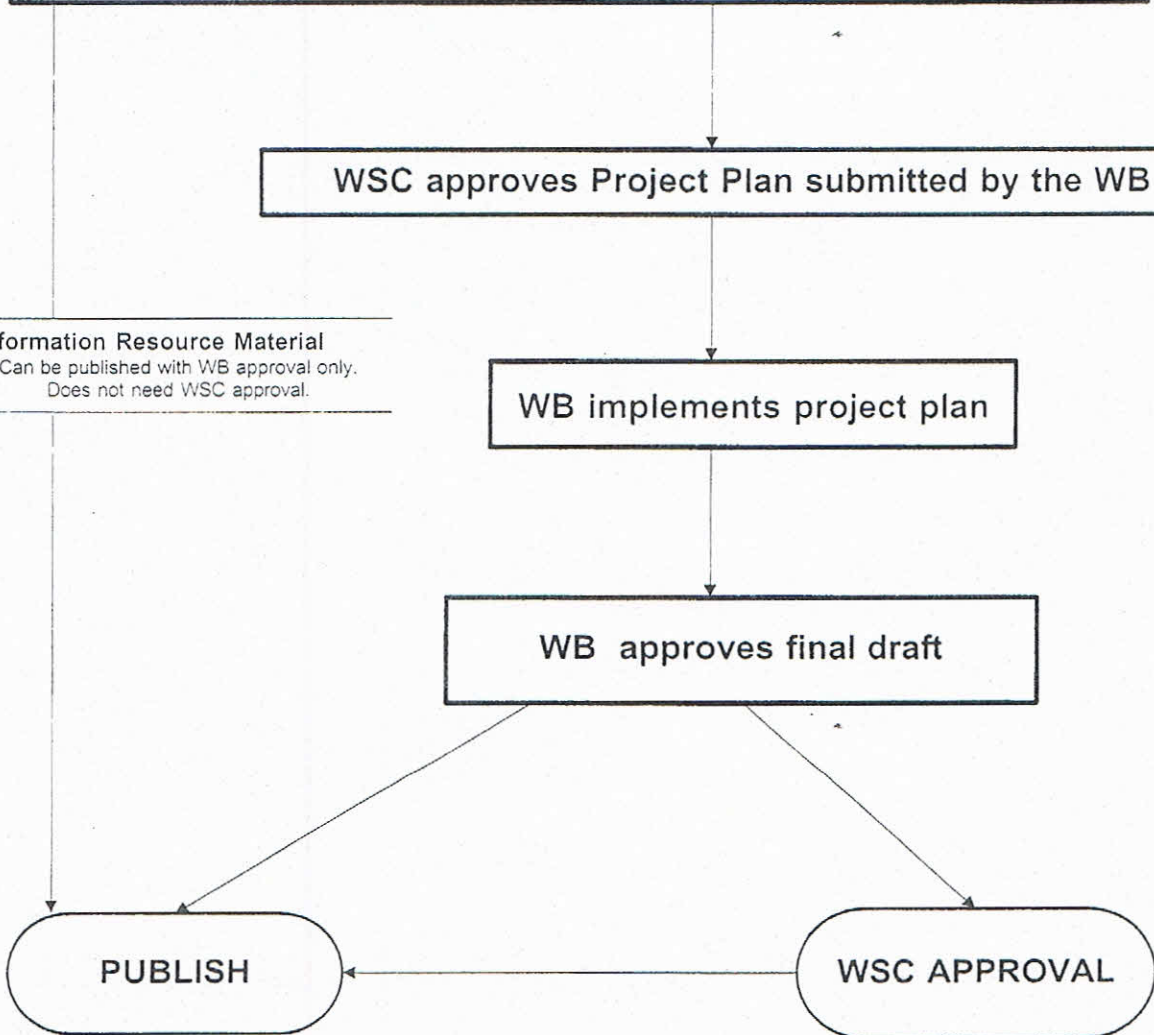 WSC approves Project Plan submitted by the WB
formation Resource Material
Can be published with WB approval only.
Does not need WSC approval.
WB implements project plan
WB approves final draft
PUBLISH
WSC APPROVAL